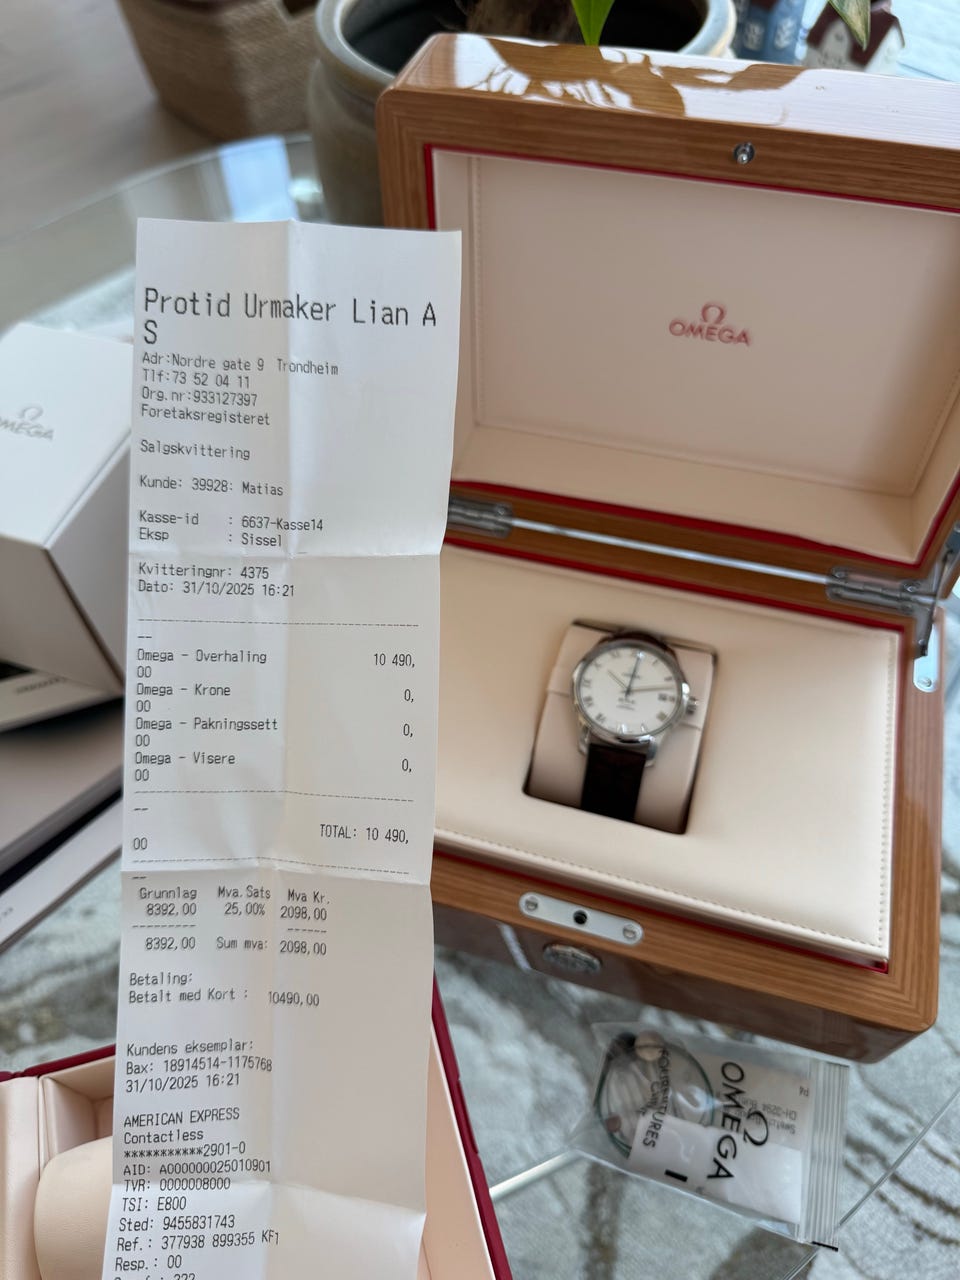 Protid Urmaker Lian A
S
Adr:Nordre gate 9 Trondheim
Tlf:73 52 04 11
Org.nr:933127397
Foretaksregisteret
Salgskvittering
Kunde: 39928: Matias
Kasse-id : 6637-Kasse14
Eksp : Sissel
Kvitteringnr: 4375
Dato: 31/10/2025 16:21
Omega - Overhaling 10 490,
00
Omega - Krone 0,
00
Omega - Pakningssett 0,
00
Omega - Visere 0,
00
TOTAL: 10 490,
00
Grunnlag Mva.Sats Mva Kr.
8392,00 25,00% 2098,00
8392,00 Sum mva: 2098,00
Betaling:
Betalt med Kort : 10490,00
Kundens eksemplar:
Bax: 18914514-1175768
31/10/2025 16:21
AMERICAN EXPRESS
Contactless
***********2901-0
AID: A000000025010901
TVR: 0000008000
TSI: E800
Sted: 9455831743
Ref.: 377938 899355 KF1
Resp.: 00
Ω
OMEGA
OMEGA
OMEGA